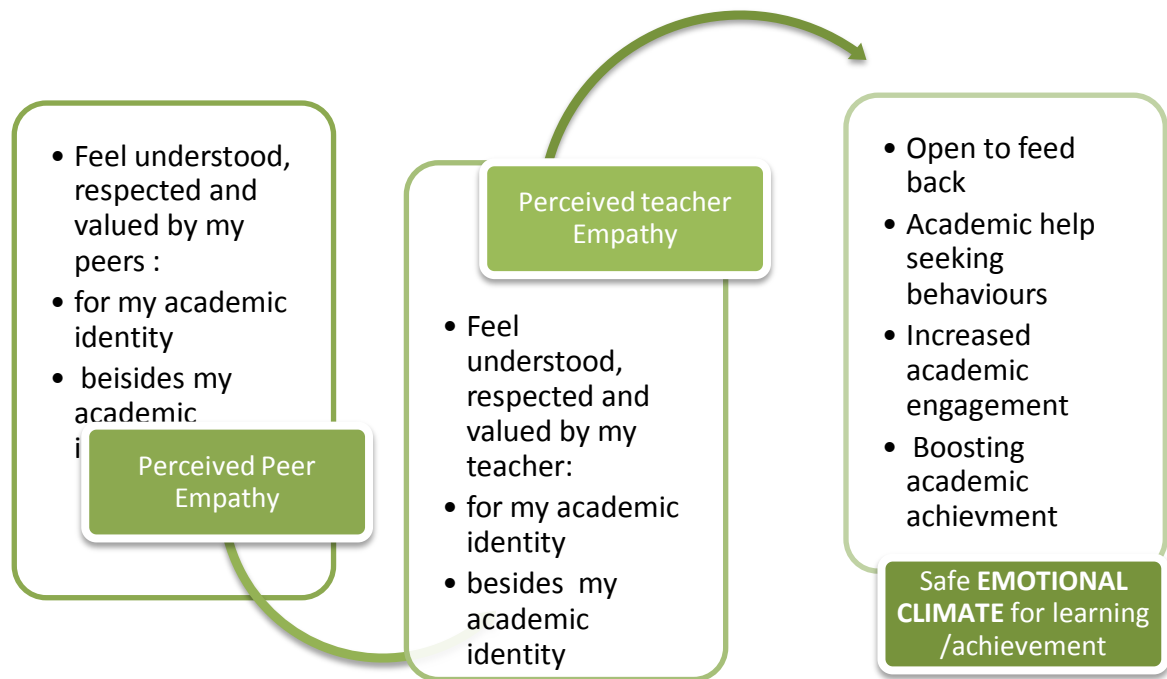 • Feel understood,
respected and
valued by my
peers :
• for my academic
identity
• beisides my
academic
Perceived Peer
Empathy
Perceived teacher
Empathy
• Feel
understood,
respected and
valued by my
teacher:
• for my academic
identity
• besides my
academic
identity
• Open to feed
back
• Academic help
seeking
behaviours
• Increased
academic
engagement
• Boosting
academic
achievment
Safe EMOTIONAL
CLIMATE for learning
/achievement